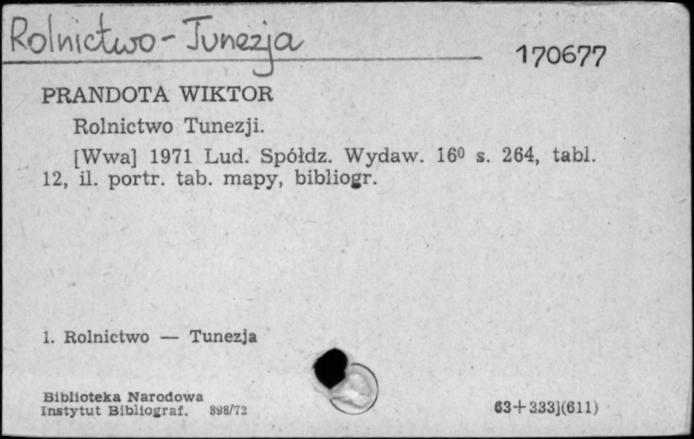 Rolnictwo - Tunezja
170677
PRANDOTA WIKTOR
Rolnictwo Tunezji.
[Wwa] 1971 Lud. Spółdz. Wydaw. 16⁰ s. 264, tabl.
12, il. portr. tab. mapy, bibliogr.
1. Rolnictwo — Tunezja
Biblioteka Narodowa
Instytut Bibliograf. 898/72
63+333](611)